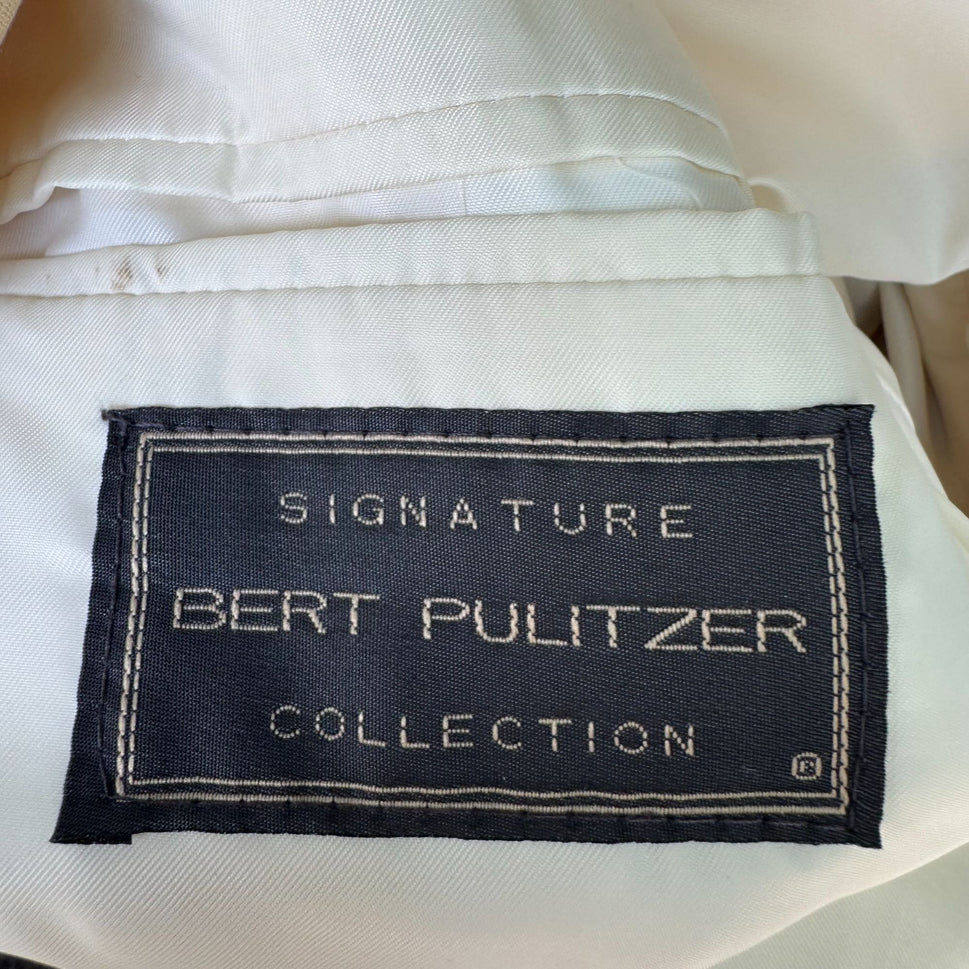 SIGNATURE
BERT PULITZER
COLLECTION
®